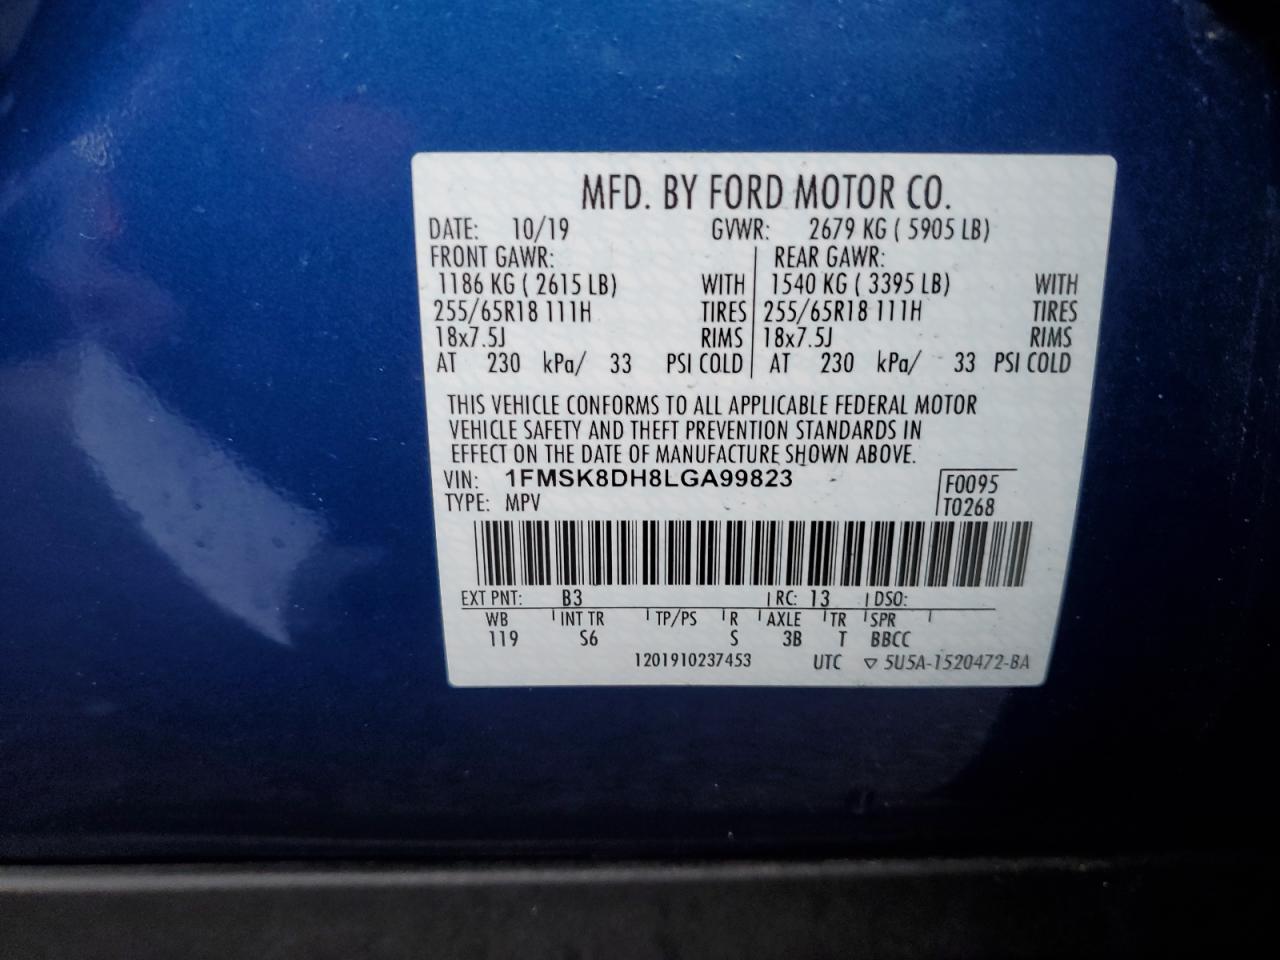 MFD. BY FORD MOTOR CO.
DATE: 10/19 GVWR: 2679 KG ( 5905 LB)
FRONT GAWR: REAR GAWR:
1186 KG ( 2615 LB) WITH 1540 KG ( 3395 LB) WITH
255/65R18 111H TIRES 255/65R18 111H TIRES
18x7.5J RIMS 18x7.5J RIMS
AT 230 kPa/ 33 PSI COLD AT 230 kPa/ 33 PSI COLD
THIS VEHICLE CONFORMS TO ALL APPLICABLE FEDERAL MOTOR
VEHICLE SAFETY AND THEFT PREVENTION STANDARDS IN
EFFECT ON THE DATE OF MANUFACTURE SHOWN ABOVE.
VIN: 1FMSK8DH8LGA99823 F0095
TYPE: MPV T0268
EXT PNT: B3 RC: 13 DSO:
WB INT TR TP/PS R AXLE TR SPR
119 S6 S 3B T BBCC
1201910237453 UTC ▽ 5U5A-1520472-BA